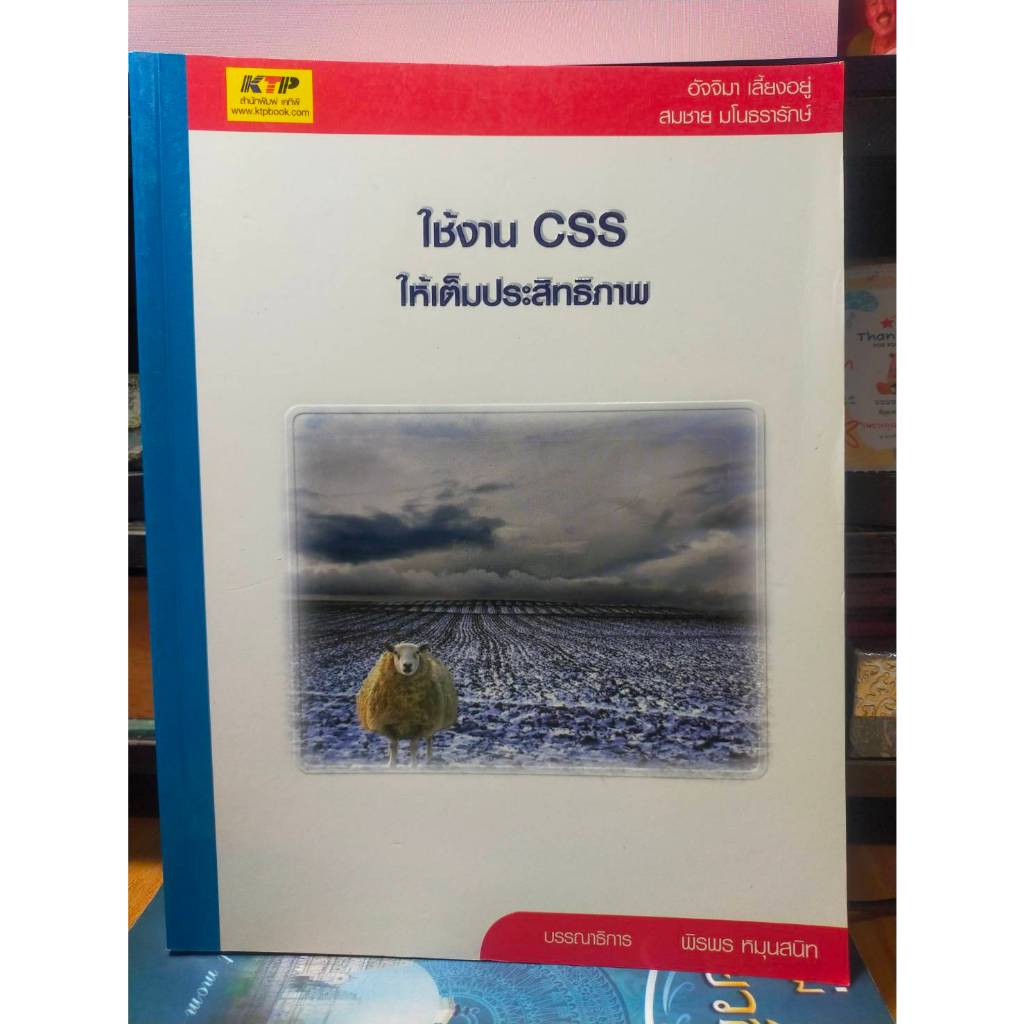 KTP
สำนักพิมพ์ เคทีพี
www.ktpbook.com
อัจจิมา เลี้ยงอยู่
สมชาย มโนธรารักษ์
ใช้งาน CSS
ให้เต็มประสิทธิภาพ
บรรณาธิการ พิรพร หมุนสนิท